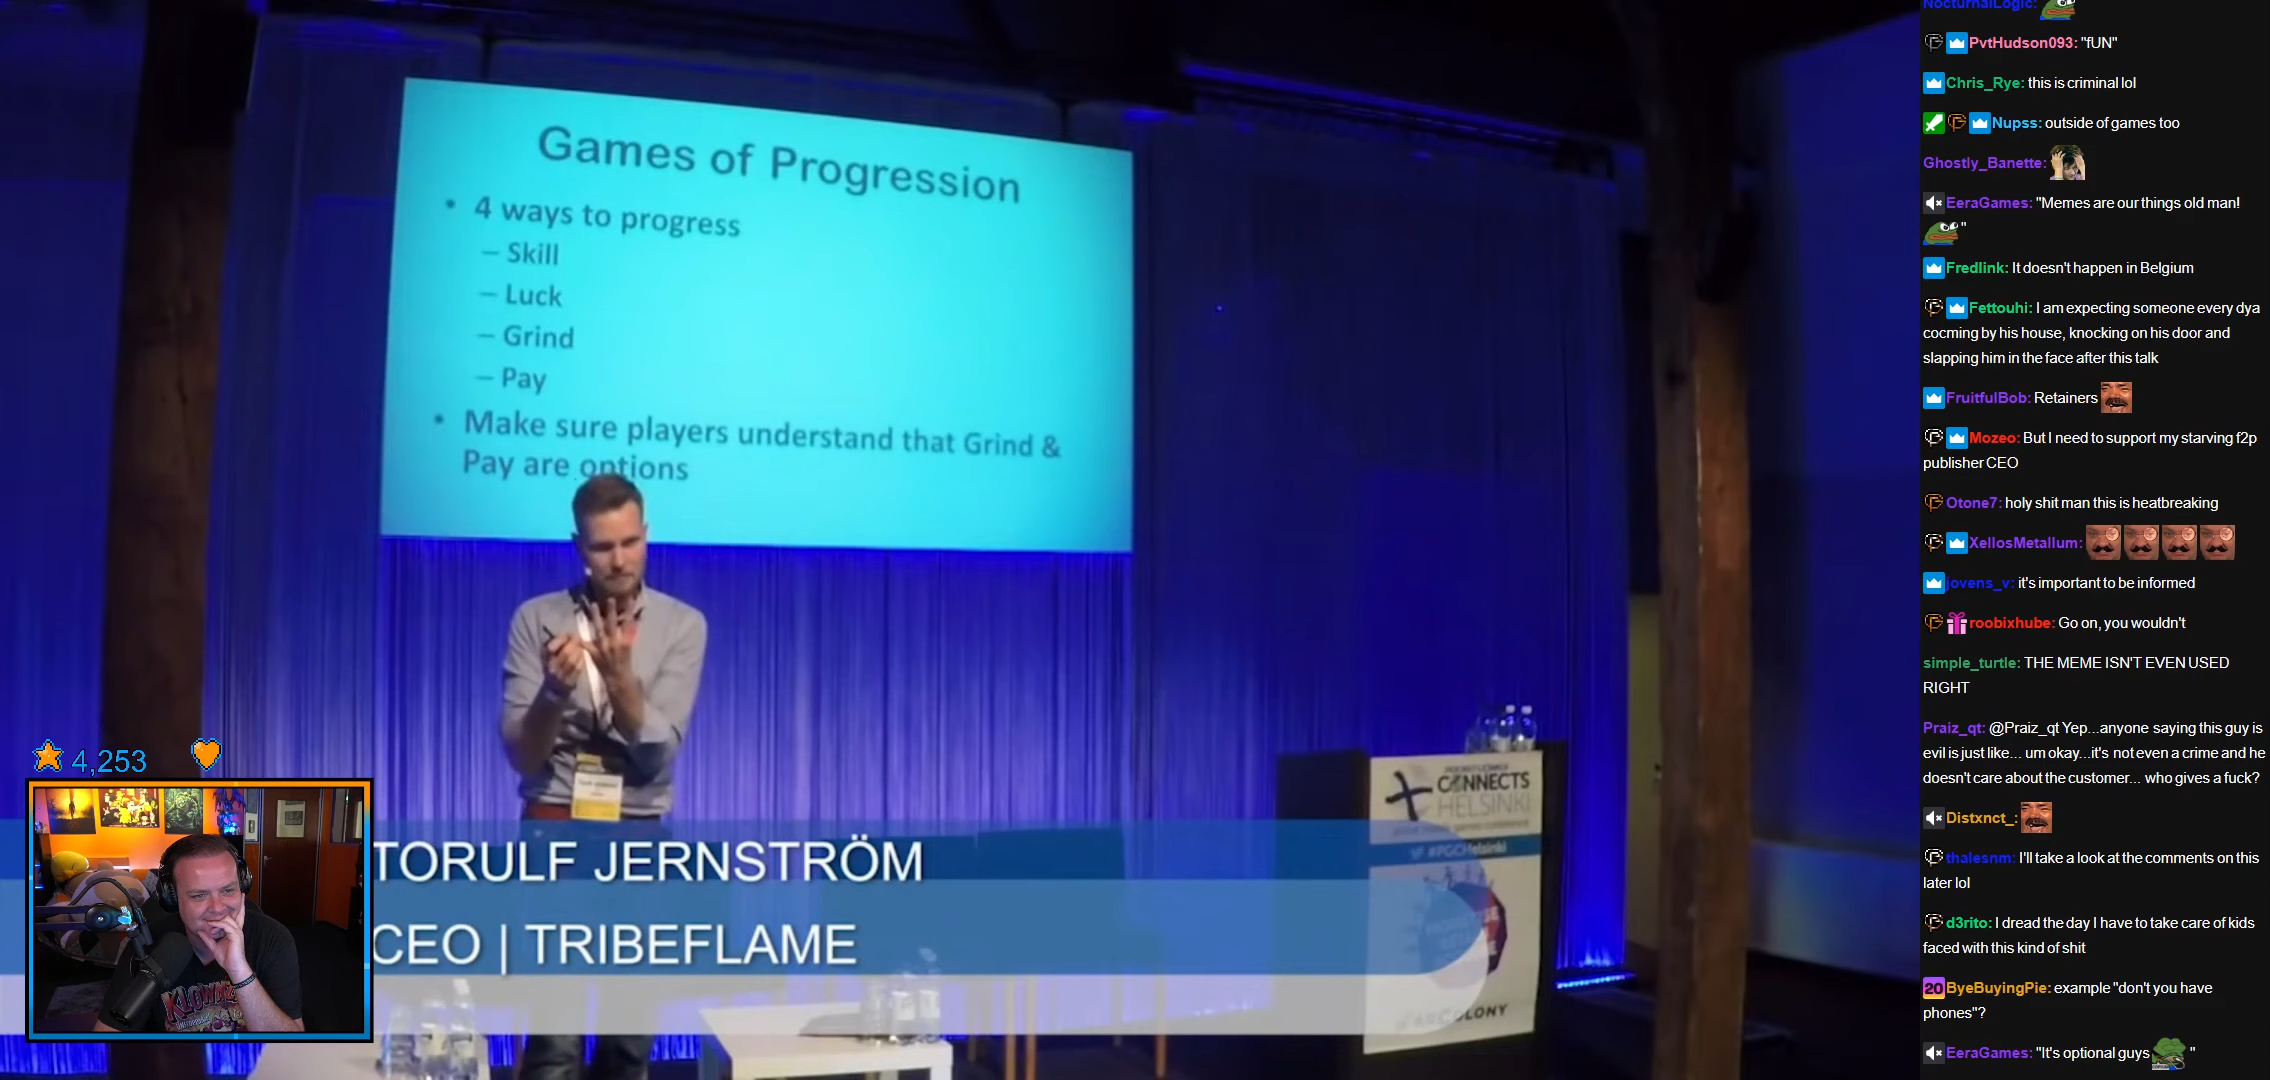 Games of Progression
• 4 ways to progress
– Skill
– Luck
– Grind
– Pay
• Make sure players understand that Grind &
Pay are options
CONNECTS
HELSINKI
#PGCHelsinki
TORULF JERNSTRÖM
CEO | TRIBEFLAME
4,253
NocturnalLogic:
PvtHudson093: "fUN"
Chris_Rye: this is criminal lol
Nupss: outside of games too
Ghostly_Banette:
EeraGames: "Memes are our things old man!
"
Fredlink: It doesn't happen in Belgium
Fettouhi: I am expecting someone every dya
cocming by his house, knocking on his door and
slapping him in the face after this talk
FruitfulBob: Retainers
Mozeo: But I need to support my starving f2p
publisher CEO
Otone7: holy shit man this is heatbreaking
XellosMetallum:
jovens_v: it's important to be informed
roobixhube: Go on, you wouldn't
simple_turtle: THE MEME ISN'T EVEN USED
RIGHT
Praiz_qt: @Praiz_qt Yep...anyone saying this guy is
evil is just like... um okay...it's not even a crime and he
doesn't care about the customer... who gives a fuck?
Distxnct_:
thalesnm: I'll take a look at the comments on this
later lol
d3rito: I dread the day I have to take care of kids
faced with this kind of shit
20 ByeBuyingPie: example "don't you have
phones"?
EeraGames: "It's optional guys "